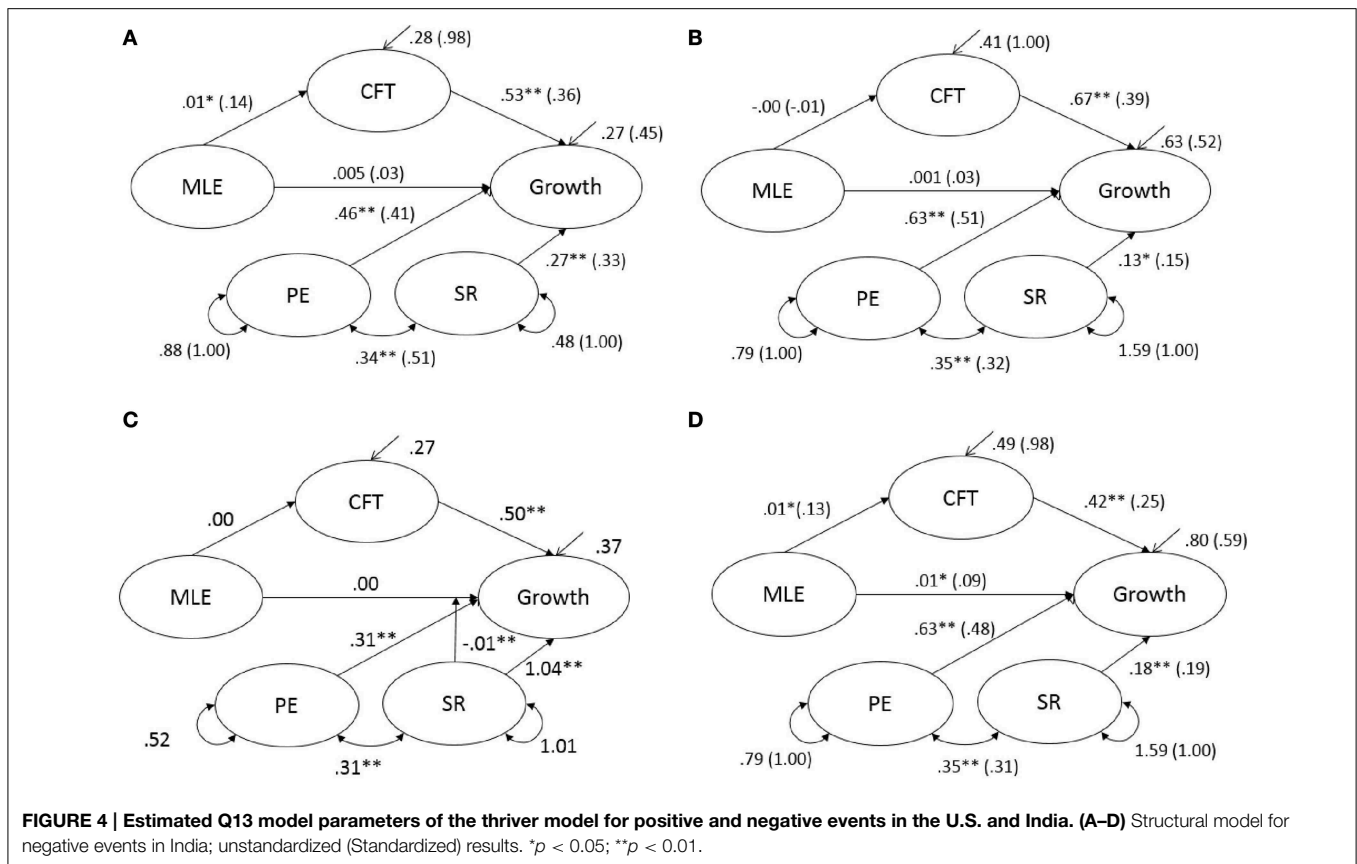 A
.28 (.98)
CFT
.01* (.14)
.53** (.36)
.27 (.45)
MLE
.005 (.03)
Growth
.46** (.41)
.27** (.33)
PE
SR
.88 (1.00)
.34** (.51)
.48 (1.00)
B
.41 (1.00)
CFT
-.00 (-.01)
.67** (.39)
.63 (.52)
MLE
.001 (.03)
Growth
.63** (.51)
.13* (.15)
PE
SR
.79 (1.00)
.35** (.32)
1.59 (1.00)
C
.27
CFT
.00
.50**
.37
MLE
.00
Growth
.31**
-.01**
1.04**
PE
SR
.52
.31**
1.01
D
.49 (.98)
CFT
.01*(.13)
.42** (.25)
.80 (.59)
MLE
.01* (.09)
Growth
.63** (.48)
.18** (.19)
PE
SR
.79 (1.00)
.35** (.31)
1.59 (1.00)
FIGURE 4 | Estimated Q13 model parameters of the thriver model for positive and negative events in the U.S. and India. (A–D) Structural model for
negative events in India; unstandardized (Standardized) results. *p < 0.05; **p < 0.01.